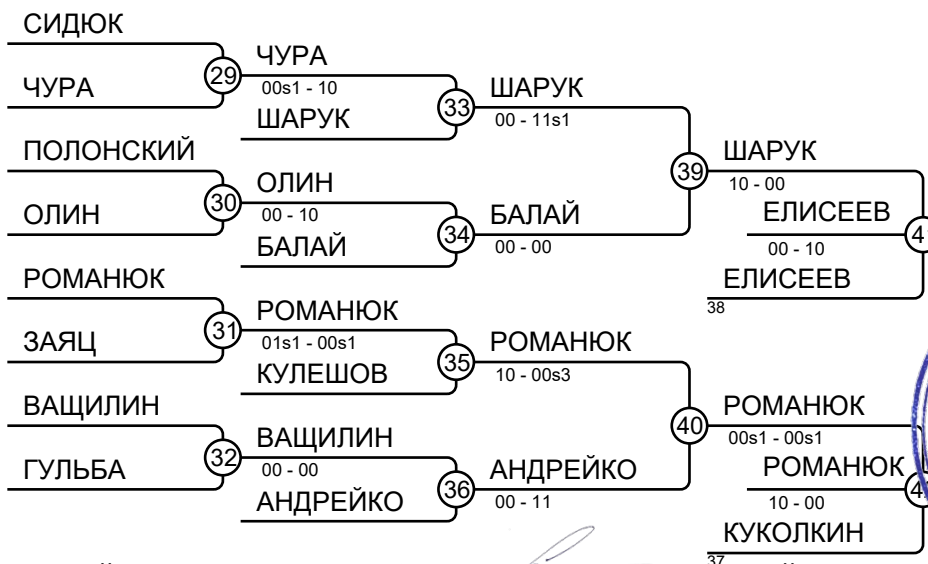 СИДЮК
ЧУРА
29
ЧУРА
00s1 - 10
ШАРУК
33
ШАРУК
00 - 11s1
ПОЛОНСКИЙ
ОЛИН
30
ОЛИН
00 - 10
БАЛАЙ
34
БАЛАЙ
00 - 00
39
ШАРУК
10 - 00
ЕЛИСЕЕВ
00 - 10
ЕЛИСЕЕВ
38
РОМАНЮК
ЗАЯЦ
31
РОМАНЮК
01s1 - 00s1
КУЛЕШОВ
35
РОМАНЮК
10 - 00s3
ВАЩИЛИН
ГУЛЬБА
32
ВАЩИЛИН
00 - 00
АНДРЕЙКО
36
АНДРЕЙКО
00 - 11
40
РОМАНЮК
00s1 - 00s1
РОМАНЮК
10 - 00
КУКОЛКИН
37